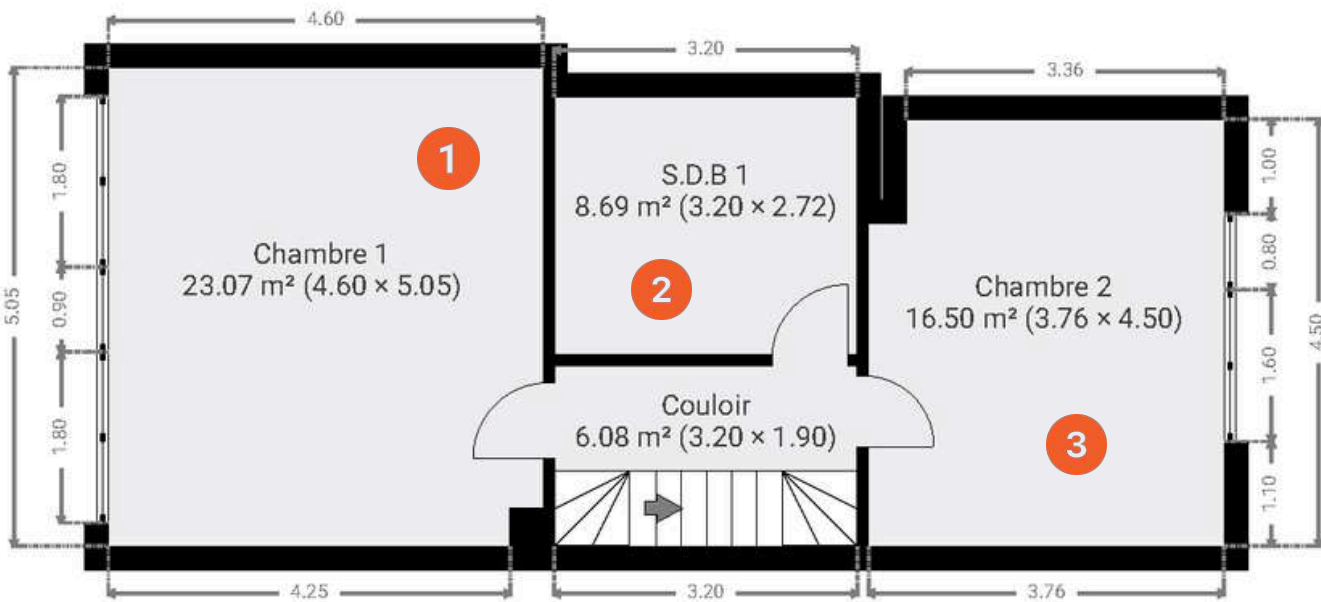 4.60
3.20
3.36
1
S.D.B 1
8.69 m² (3.20 × 2.72)
1.80
1.00
Chambre 1
23.07 m² (4.60 × 5.05)
2
0.80
Chambre 2
16.50 m² (3.76 × 4.50)
5.05
0.90
4.50
1.60
Couloir
6.08 m² (3.20 × 1.90)
1.80
3
1.10
4.25
3.20
3.76